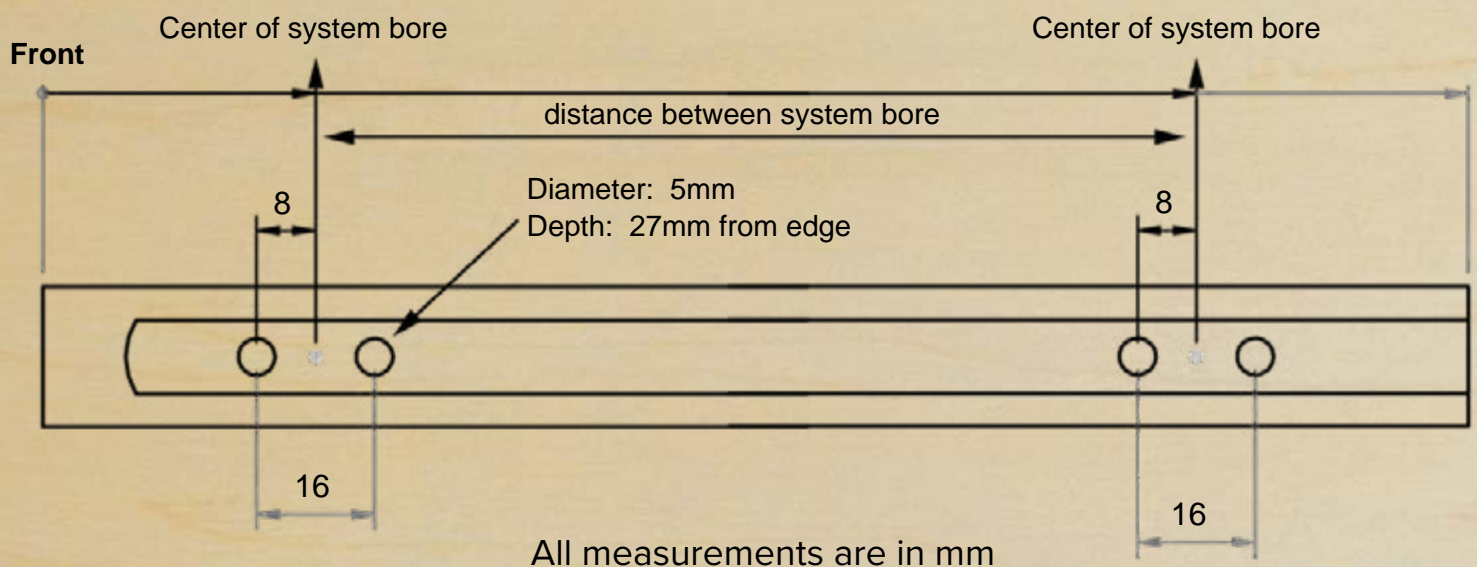 Center of system bore
Center of system bore
Front
distance between system bore
Diameter: 5mm
Depth: 27mm from edge
8
8
16
16
All measurements are in mm